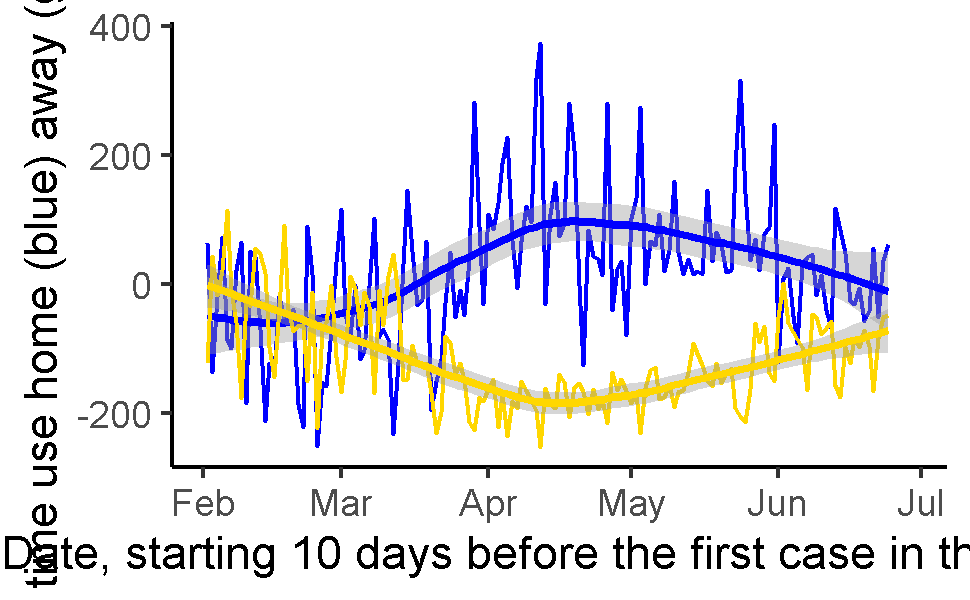 time use home (blue) away (
400
200
0
-200
Feb Mar Apr May Jun Jul
Date, starting 10 days before the first case in th